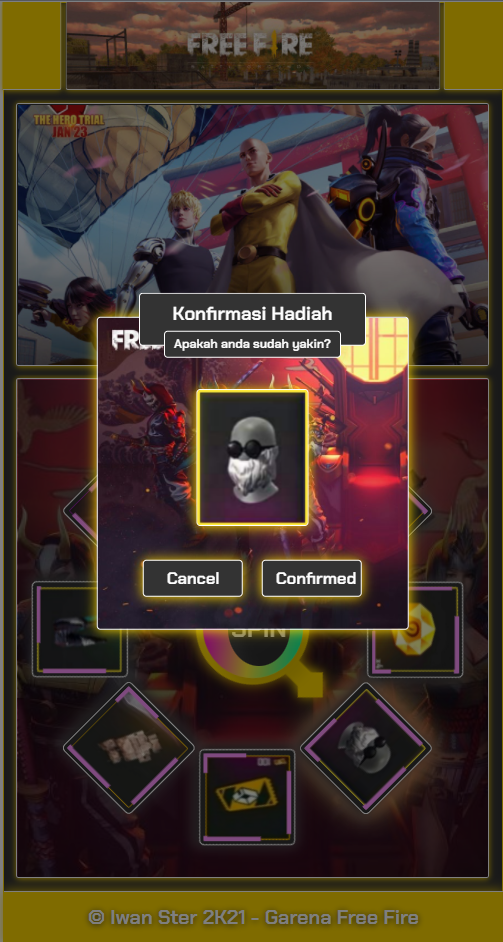 FREE FIRE
THE HERO TRIAL
JAN 23
Konfirmasi Hadiah
Apakah anda sudah yakin?
Cancel
Confirmed
SPIN
© Iwan Ster 2K21 - Garena Free Fire